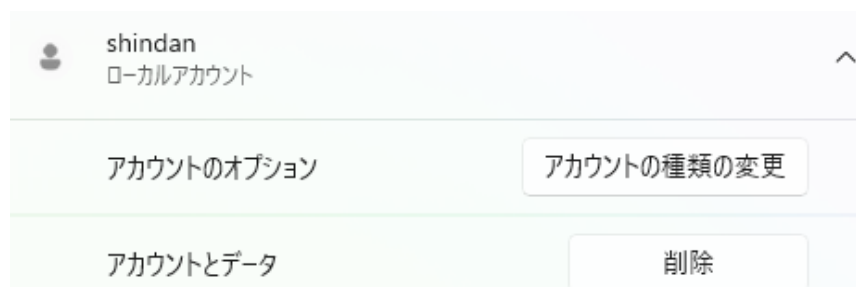 shindan
ローカルアカウント
アカウントのオプション
アカウントの種類の変更
アカウントとデータ
削除